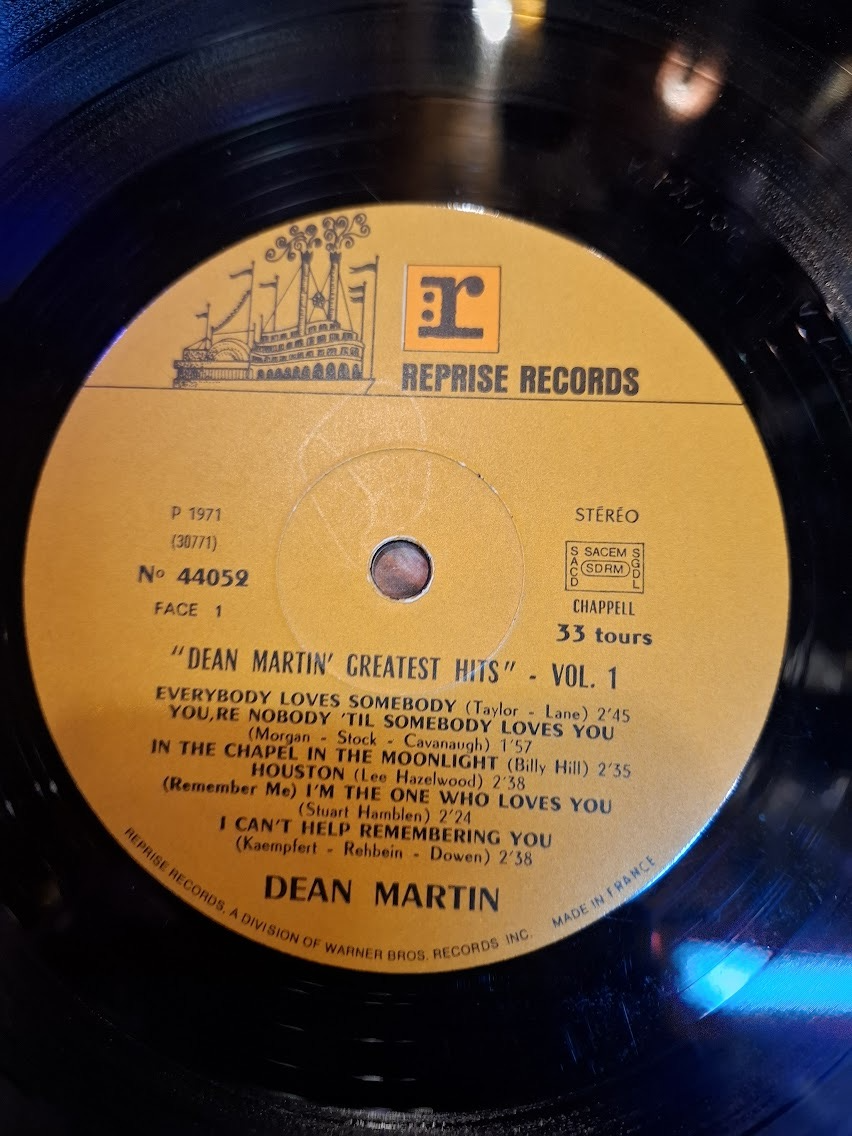 r
REPRISE RECORDS
P 1971
(30771)
Nº 44052
FACE 1
STÉRÉO
SACD SACEM SDRM SGDL
CHAPPELL
33 tours
"DEAN MARTIN' GREATEST HITS" - VOL. 1
EVERYBODY LOVES SOMEBODY (Taylor - Lane) 2'45
YOU,RE NOBODY 'TIL SOMEBODY LOVES YOU
(Morgan - Stock - Cavanaugh) 1'57
IN THE CHAPEL IN THE MOONLIGHT (Billy Hill) 2'35
HOUSTON (Lee Hazelwood) 2'38
(Remember Me) I'M THE ONE WHO LOVES YOU
(Stuart Hamblen) 2'24
I CAN'T HELP REMEMBERING YOU
(Kaempfert - Rehbein - Dowen) 2'38
DEAN MARTIN
REPRISE RECORDS, A DIVISION OF WARNER BROS. RECORDS INC.
MADE IN FRANCE